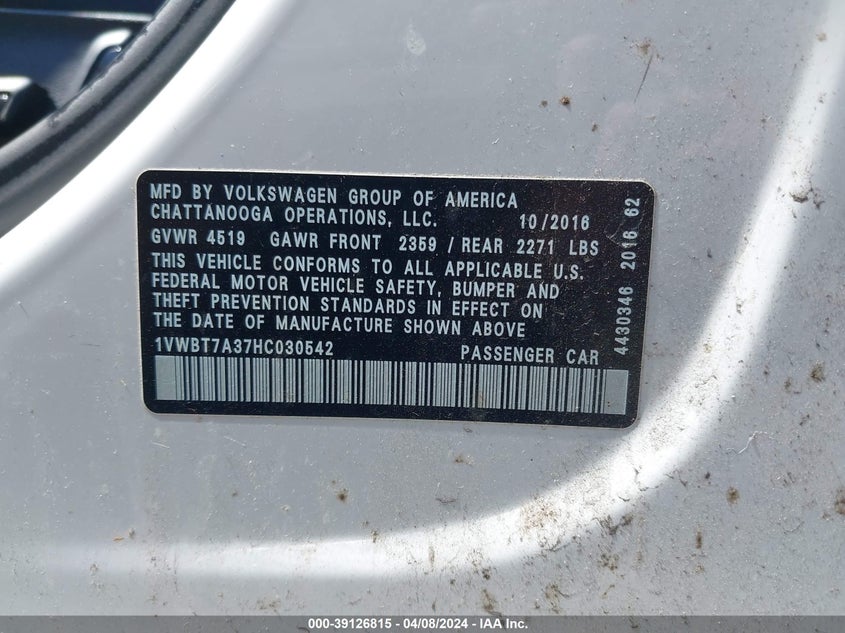 MFD BY VOLKSWAGEN GROUP OF AMERICA
CHATTANOOGA OPERATIONS, LLC. 10/2016
GVWR 4519 GAWR FRONT 2359 / REAR 2271 LBS
THIS VEHICLE CONFORMS TO ALL APPLICABLE U.S.
FEDERAL MOTOR VEHICLE SAFETY, BUMPER AND
THEFT PREVENTION STANDARDS IN EFFECT ON
THE DATE OF MANUFACTURE SHOWN ABOVE
1VWBT7A37HC030542 PASSENGER CAR
4430346 2016 62
000-39126815 - 04/08/2024 - IAA Inc.